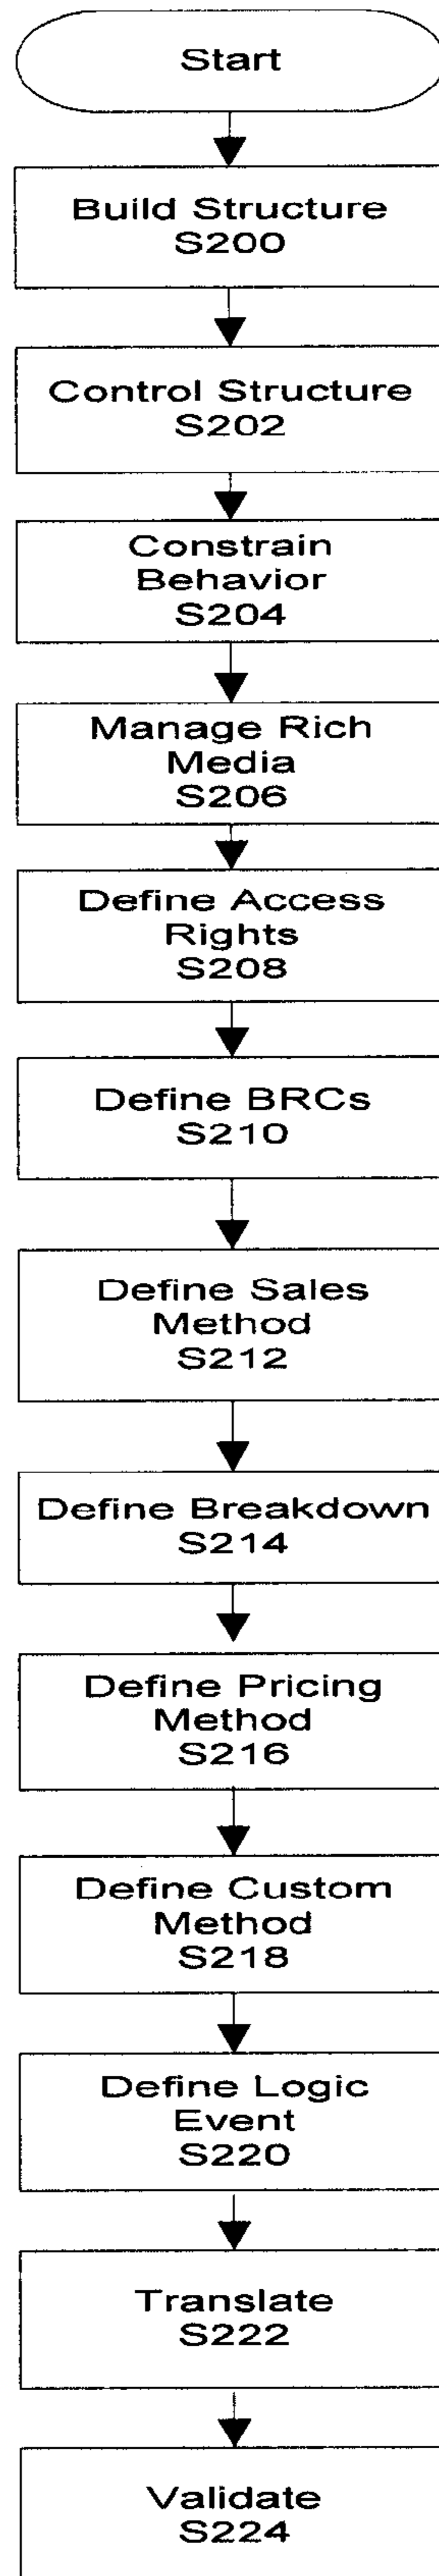 Start
Build Structure
S200
Control Structure
S202
Constrain
Behavior
S204
Manage Rich
Media
S206
Define Access
Rights
S208
Define BRCs
S210
Define Sales
Method
S212
Define Breakdown
S214
Define Pricing
Method
S216
Define Custom
Method
S218
Define Logic
Event
S220
Translate
S222
Validate
S224